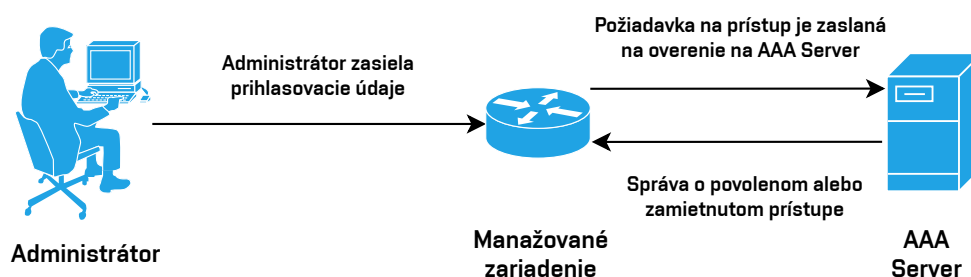 Administrátor zasiela
prihlasovacie údaje
Požiadavka na prístup je zaslaná
na overenie na AAA Server
Správa o povolenom alebo
zamietnutom prístupe
Administrátor
Manažované
zariadenie
AAA
Server